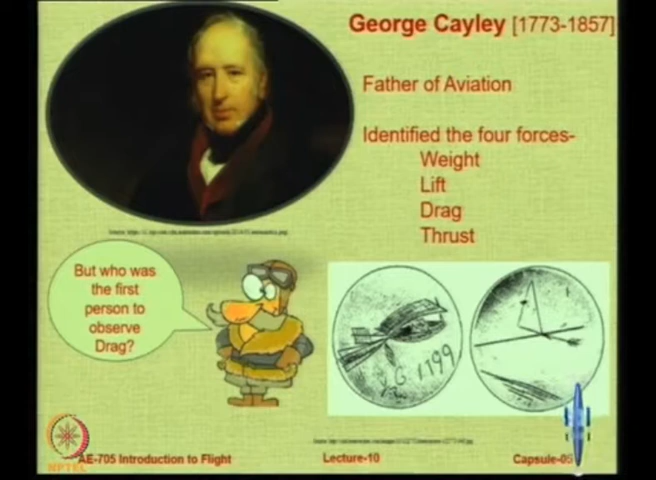 George Cayley [1773-1857]
Father of Aviation
Identified the four forces-
Weight
Lift
Drag
Thrust
But who was
the first
person to
observe
Drag?
G 1799
NPTEL
AE-705 Introduction to Flight
Lecture-10
Capsule-05